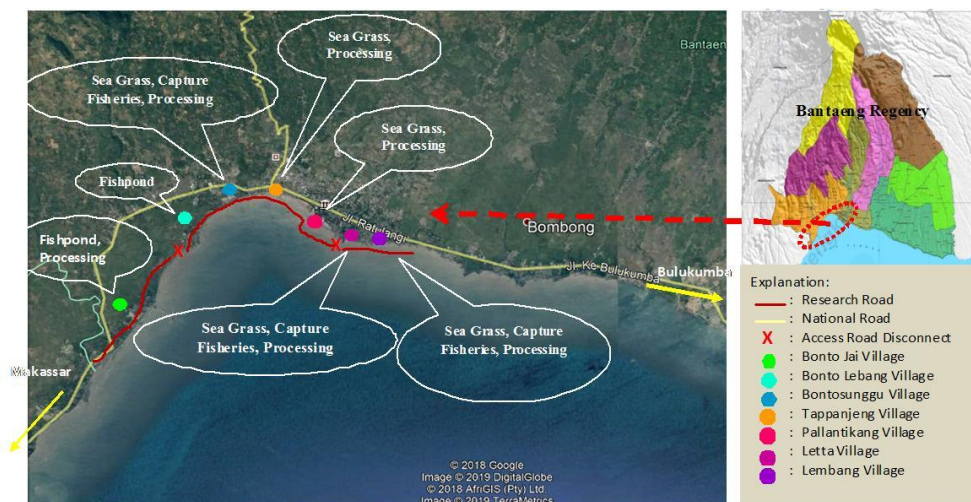 Sea Grass,
Processing
Sea Grass, Capture
Fisheries, Processing
Sea Grass,
Processing
Fishpond
Fishpond,
Processing
Jl. Ratulangi
Bombong
Jl. Ke Bulukumba
Bulukumba
Bantaen
Sea Grass, Capture
Fisheries, Processing
Sea Grass, Capture
Fisheries, Processing
Makassar
© 2018 Google
Image © 2019 DigitalGlobe
© 2018 AfriGIS (Pty) Ltd.
Image © 2019 TerraMetrics
Bantaeng Regency
Explanation:
: Research Road
: National Road
X : Access Road Disconnect
: Bonto Jai Village
: Bonto Lebang Village
: Bontosunggu Village
: Tappanjeng Village
: Pallantikang Village
: Letta Village
: Lembang Village